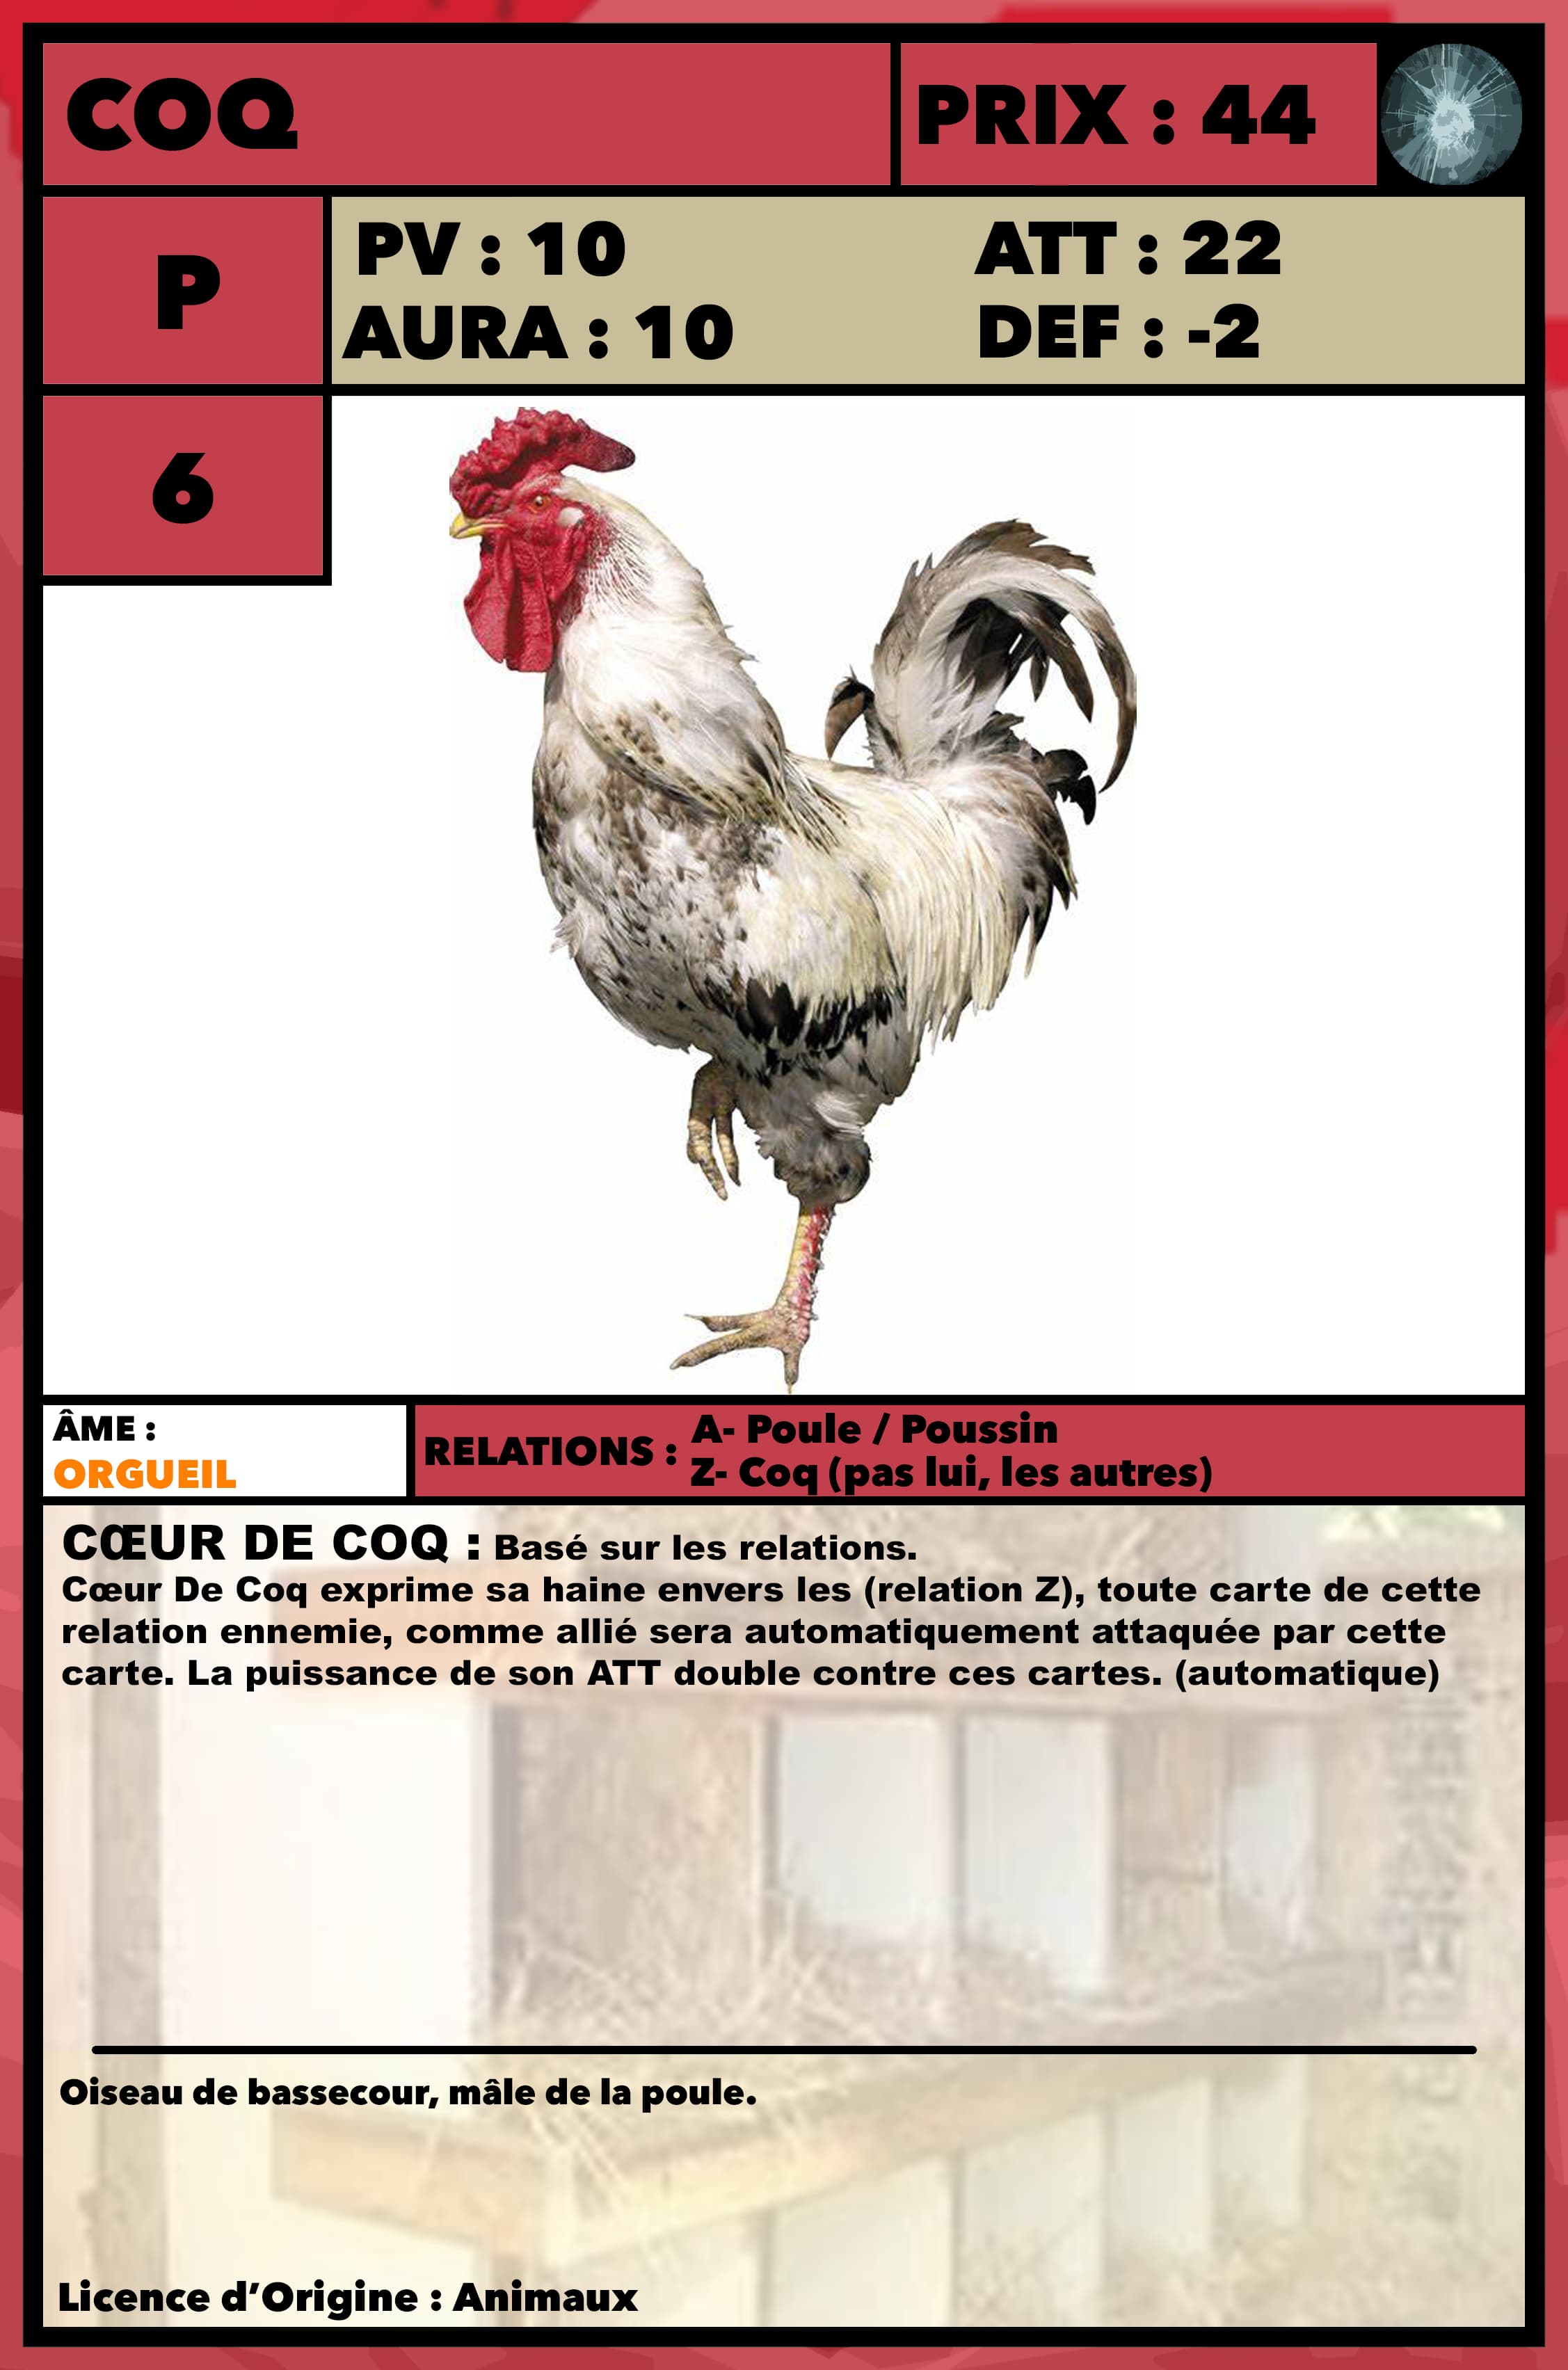 COQ
PRIX : 44
P
PV : 10
ATT : 22
AURA : 10
DEF : -2
6
ÂME :
ORGUEIL
RELATIONS :
A- Poule / Poussin
Z- Coq (pas lui, les autres)
CŒUR DE COQ : Basé sur les relations.
Cœur De Coq exprime sa haine envers les (relation Z), toute carte de cette
relation ennemie, comme allié sera automatiquement attaquée par cette
carte. La puissance de son ATT double contre ces cartes. (automatique)
Oiseau de bassecour, mâle de la poule.
Licence d’Origine : Animaux